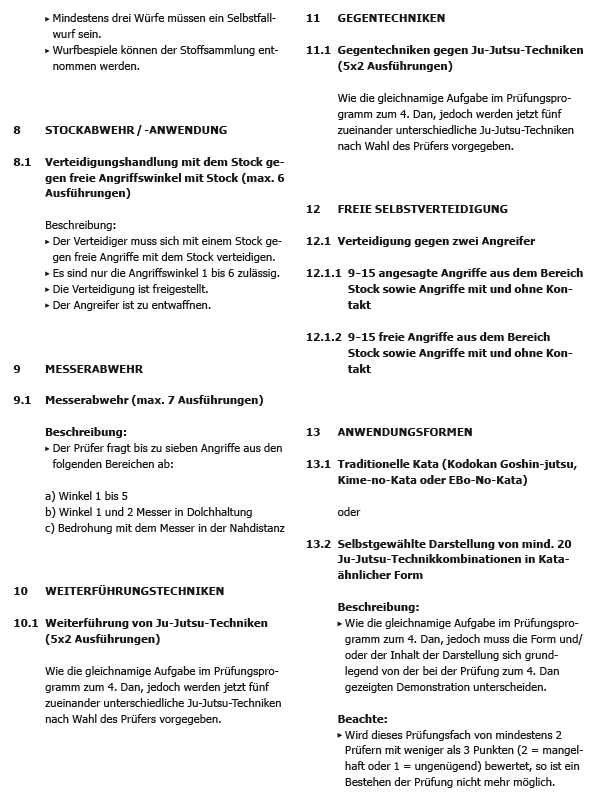 ▸ Mindestens drei Würfe müssen ein Selbstfall-
wurf sein.
▸ Wurfbespiele können der Stoffsammlung ent-
nommen werden.
8 STOCKABWEHR / -ANWENDUNG
8.1 Verteidigungshandlung mit dem Stock ge-
gen freie Angriffswinkel mit Stock (max. 6
Ausführungen)
Beschreibung:
▸ Der Verteidiger muss sich mit einem Stock ge-
gen freie Angriffe mit dem Stock verteidigen.
▸ Es sind nur die Angriffswinkel 1 bis 6 zulässig.
▸ Die Verteidigung ist freigestellt.
▸ Der Angreifer ist zu entwaffnen.
9 MESSERABWEHR
9.1 Messerabwehr (max. 7 Ausführungen)
Beschreibung:
▸ Der Prüfer fragt bis zu sieben Angriffe aus den
folgenden Bereichen ab:
a) Winkel 1 bis 5
b) Winkel 1 und 2 Messer in Dolchhaltung
c) Bedrohung mit dem Messer in der Nahdistanz
10 WEITERFÜHRUNGSTECHNIKEN
10.1 Weiterführung von Ju-Jutsu-Techniken
(5x2 Ausführungen)
Wie die gleichnamige Aufgabe im Prüfungspro-
gramm zum 4. Dan, jedoch werden jetzt fünf
zueinander unterschiedliche Ju-Jutsu-Techniken
nach Wahl des Prüfers vorgegeben.
11 GEGENTECHNIKEN
11.1 Gegentechniken gegen Ju-Jutsu-Techniken
(5x2 Ausführungen)
Wie die gleichnamige Aufgabe im Prüfungspro-
gramm zum 4. Dan, jedoch werden jetzt fünf
zueinander unterschiedliche Ju-Jutsu-Techniken
nach Wahl des Prüfers vorgegeben.
12 FREIE SELBSTVERTEIDIGUNG
12.1 Verteidigung gegen zwei Angreifer
12.1.1 9-15 angesagte Angriffe aus dem Bereich
Stock sowie Angriffe mit und ohne Kon-
takt
12.1.2 9-15 freie Angriffe aus dem Bereich
Stock sowie Angriffe mit und ohne Kon-
takt
13 ANWENDUNGSFORMEN
13.1 Traditionelle Kata (Kodokan Goshin-jutsu,
Kime-no-Kata oder EBo-No-Kata)
oder
13.2 Selbstgewählte Darstellung von mind. 20
Ju-Jutsu-Technikkombinationen in Kata-
ähnlicher Form
Beschreibung:
▸ Wie die gleichnamige Aufgabe im Prüfungspro-
gramm zum 4. Dan, jedoch muss die Form und/
oder der Inhalt der Darstellung sich grund-
legend von der bei der Prüfung zum 4. Dan
gezeigten Demonstration unterscheiden.
Beachte:
▸ Wird dieses Prüfungsfach von mindestens 2
Prüfern mit weniger als 3 Punkten (2 = mangel-
haft oder 1 = ungenügend) bewertet, so ist ein
Bestehen der Prüfung nicht mehr möglich.